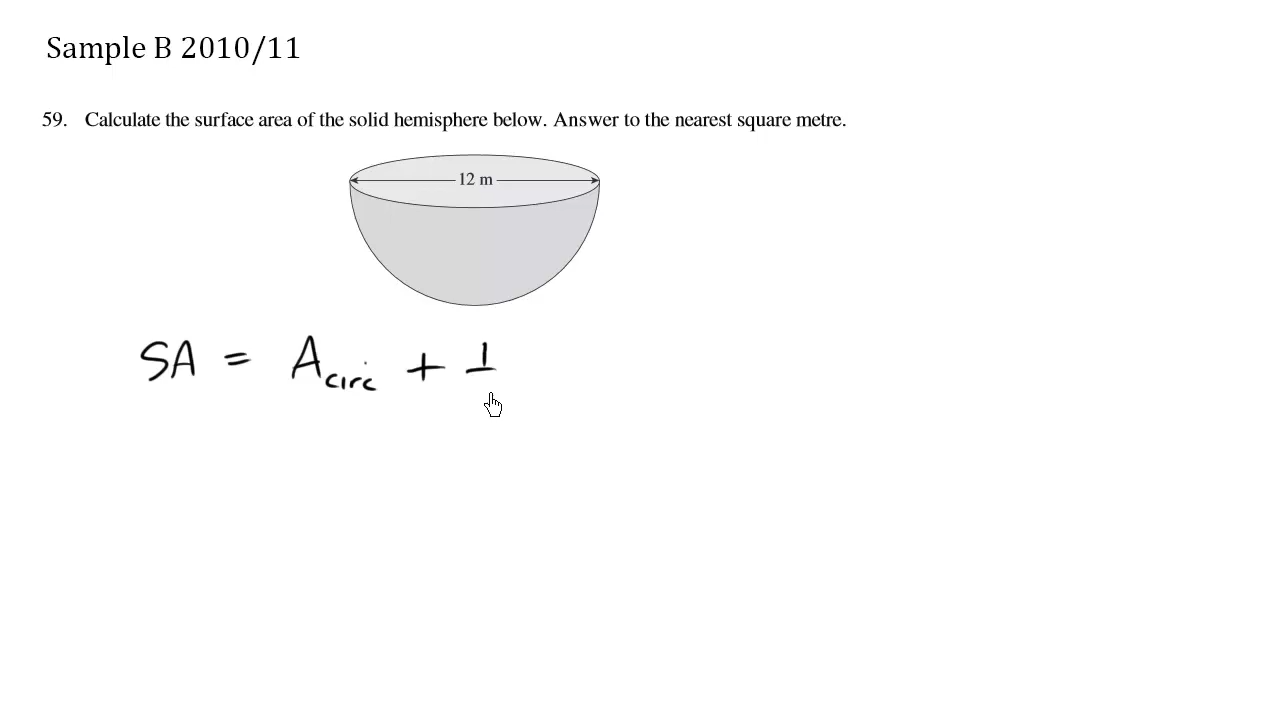 Sample B 2010/11
59. Calculate the surface area of the solid hemisphere below. Answer to the nearest square metre.
12 m
SA = A circ + 1